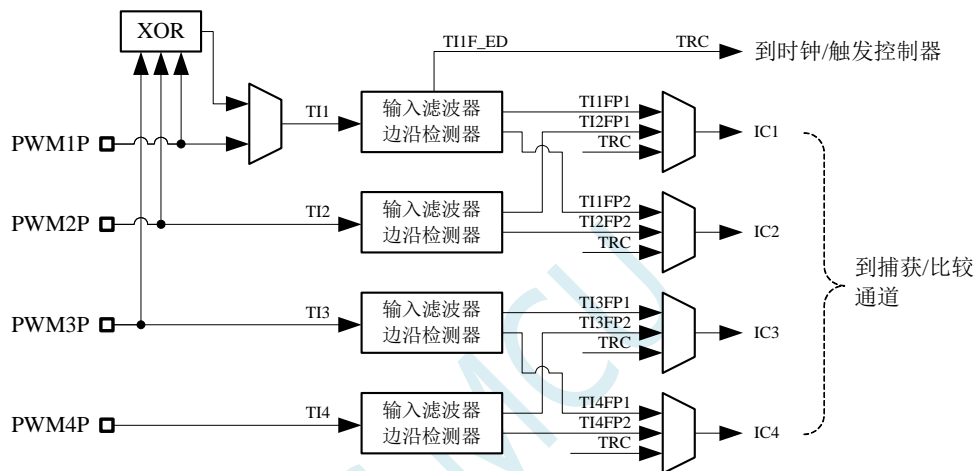 XOR
TI1F_ED
TRC
到时钟/触发控制器
PWM1P
TI1
输入滤波器
边沿检测器
TI1FP1
TI2FP1
TRC
IC1
PWM2P
TI2
输入滤波器
边沿检测器
TI1FP2
TI2FP2
TRC
IC2
到捕获/比较
通道
PWM3P
TI3
输入滤波器
边沿检测器
TI3FP1
TI3FP2
TRC
IC3
PWM4P
TI4
输入滤波器
边沿检测器
TI4FP1
TI4FP2
TRC
IC4